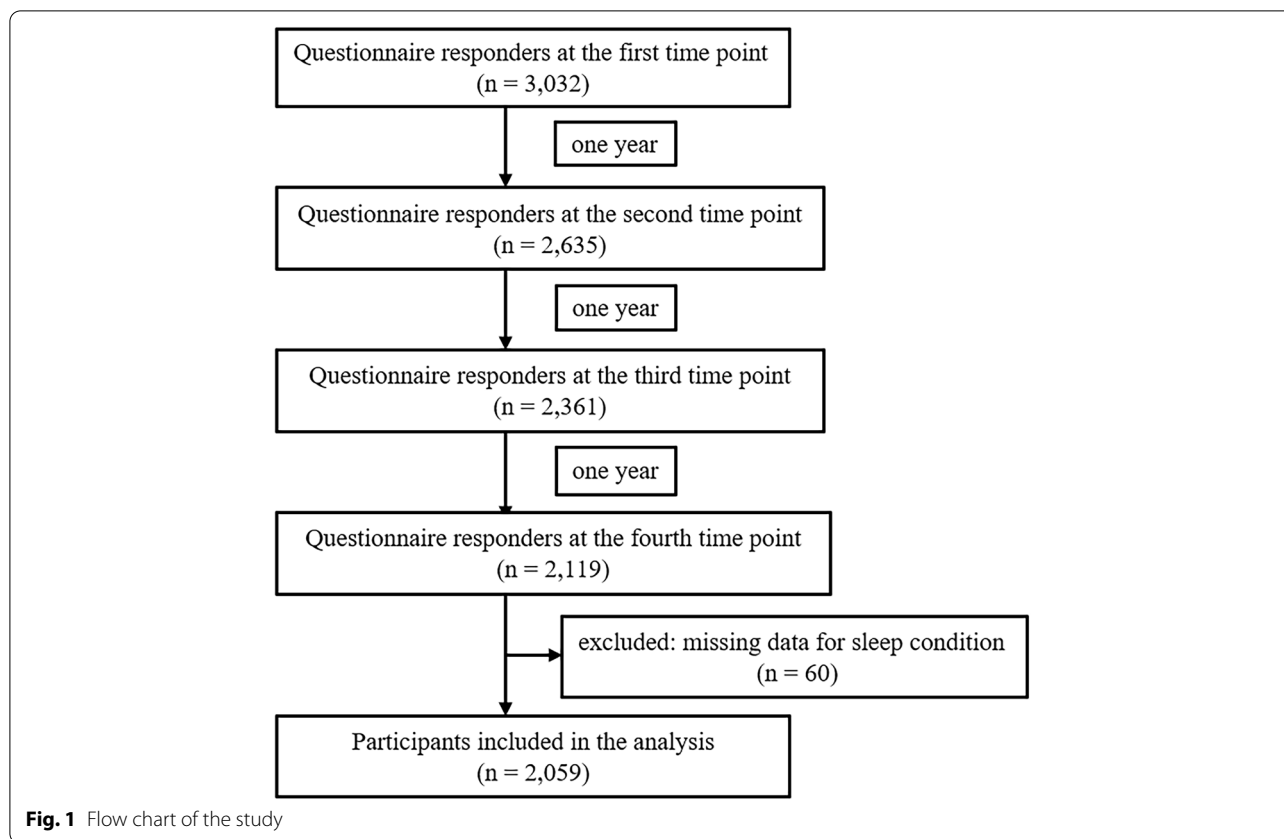 Questionnaire responders at the first time point
(n = 3,032)
one year
Questionnaire responders at the second time point
(n = 2,635)
one year
Questionnaire responders at the third time point
(n = 2,361)
one year
Questionnaire responders at the fourth time point
(n = 2,119)
excluded: missing data for sleep condition
(n = 60)
Participants included in the analysis
(n = 2,059)
Fig. 1 Flow chart of the study